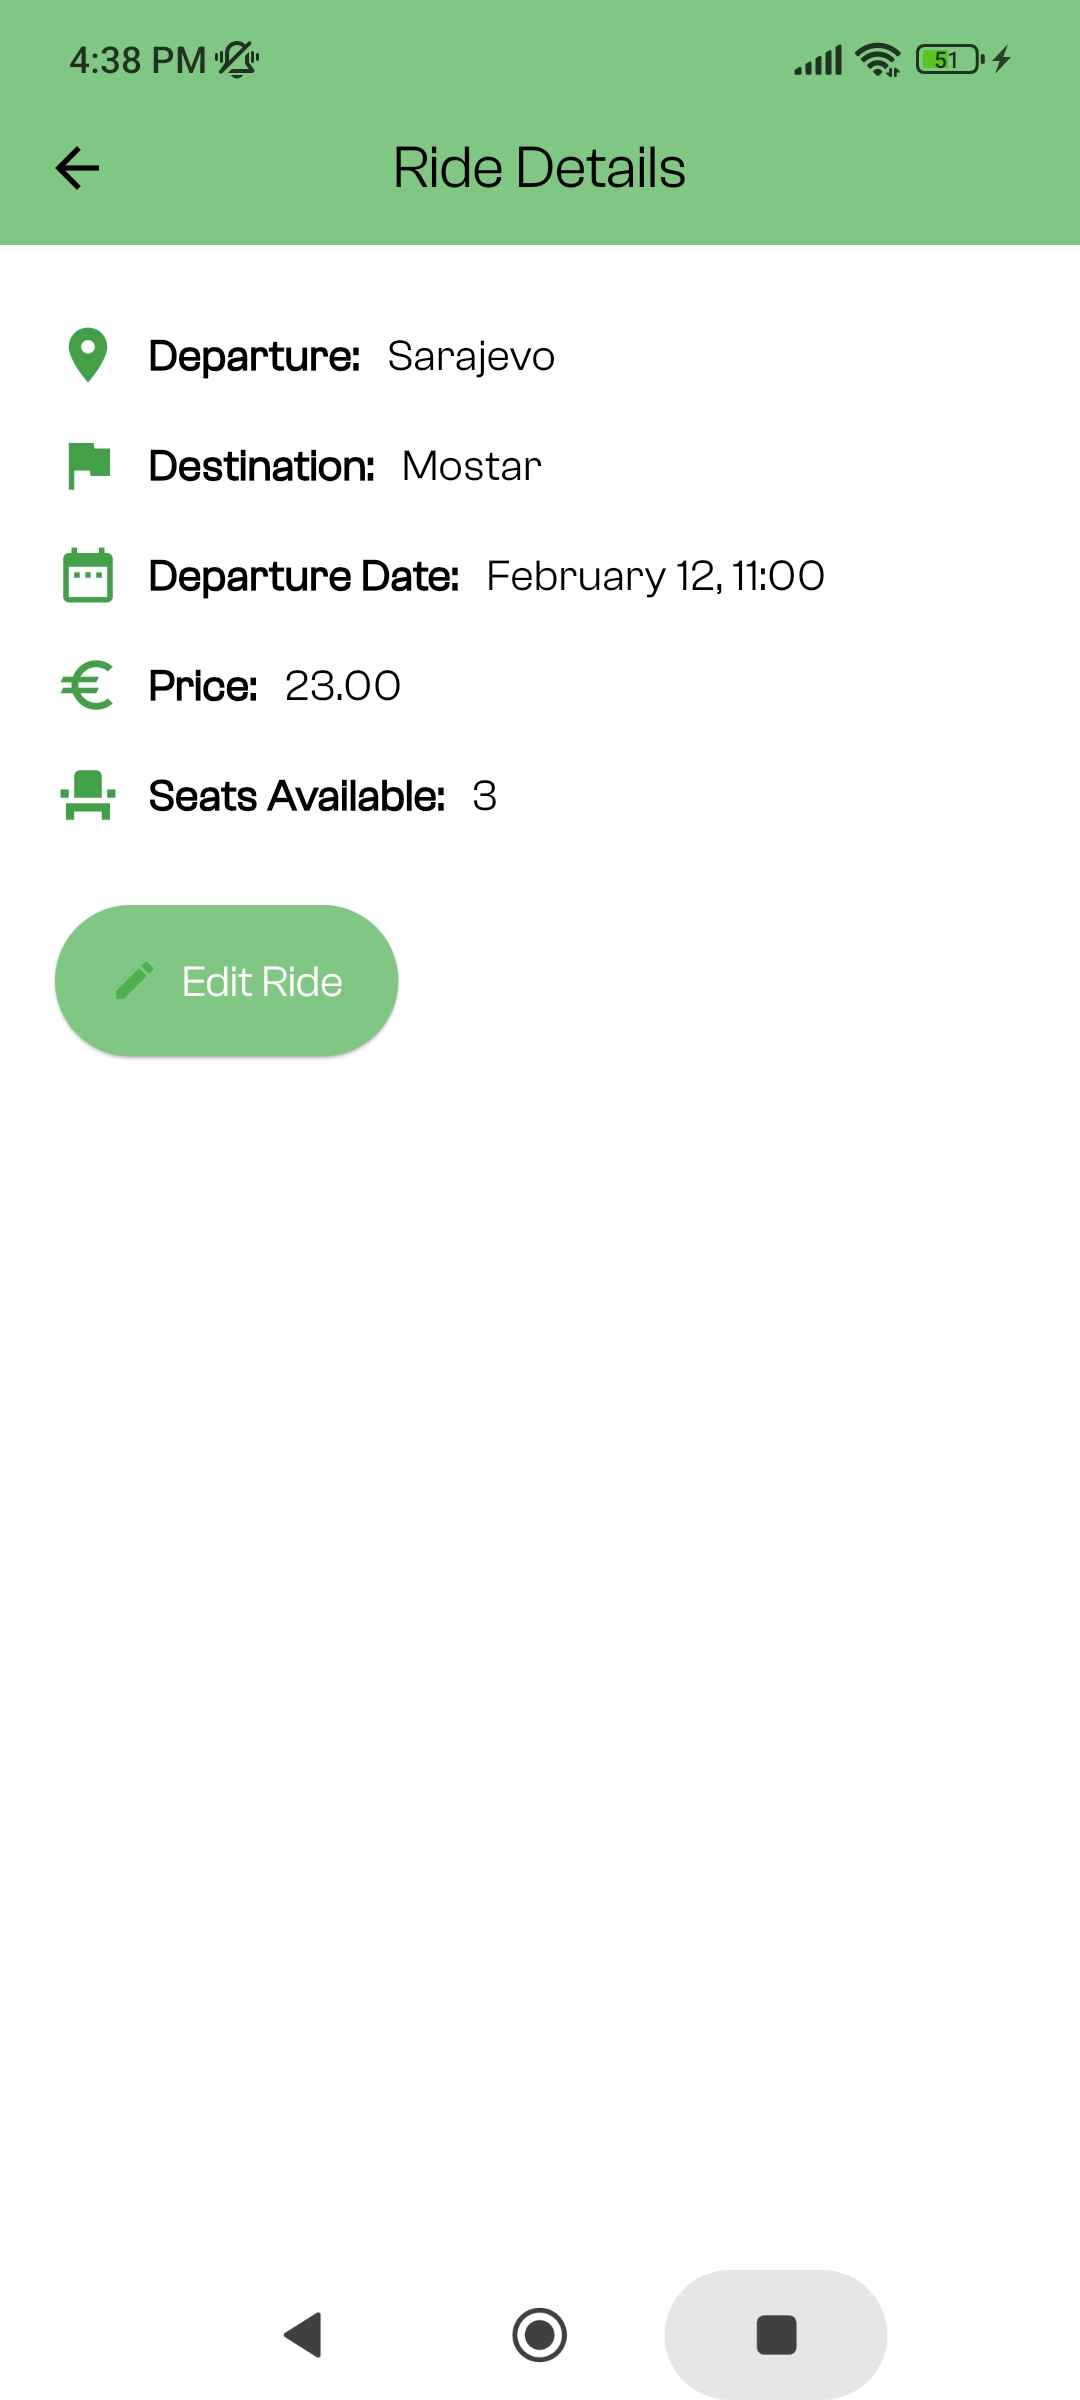 4:38 PM
51
Ride Details
Departure: Sarajevo
Destination: Mostar
Departure Date: February 12, 11:00
Price: 23.00
Seats Available: 3
Edit Ride